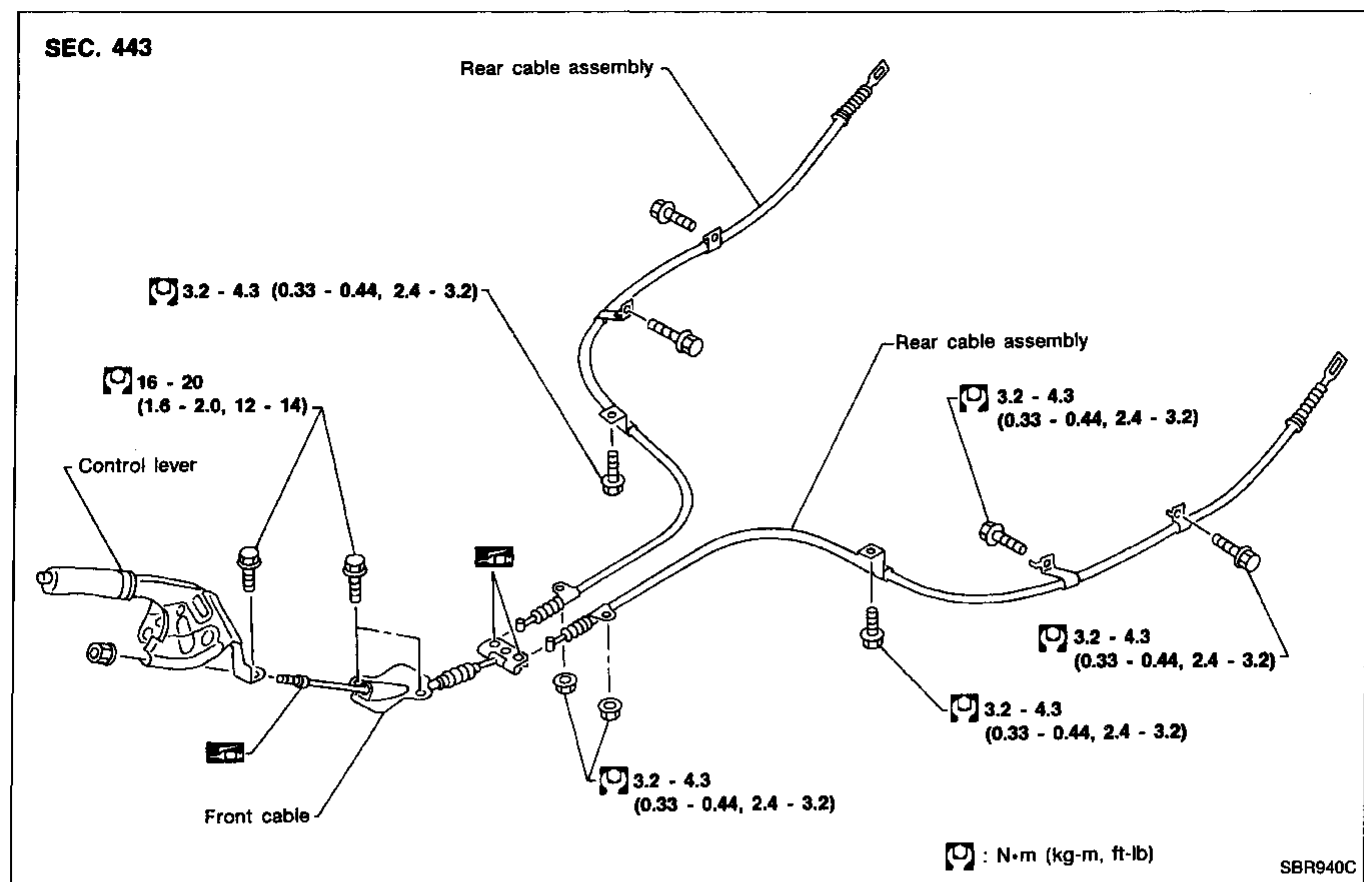 SEC. 443
Rear cable assembly
3.2 - 4.3 (0.33 - 0.44, 2.4 - 3.2)
Rear cable assembly
16 - 20
(1.6 - 2.0, 12 - 14)
3.2 - 4.3
(0.33 - 0.44, 2.4 - 3.2)
Control lever
3.2 - 4.3
(0.33 - 0.44, 2.4 - 3.2)
3.2 - 4.3
(0.33 - 0.44, 2.4 - 3.2)
3.2 - 4.3
(0.33 - 0.44, 2.4 - 3.2)
Front cable
: N•m (kg-m, ft-lb)
SBR940C